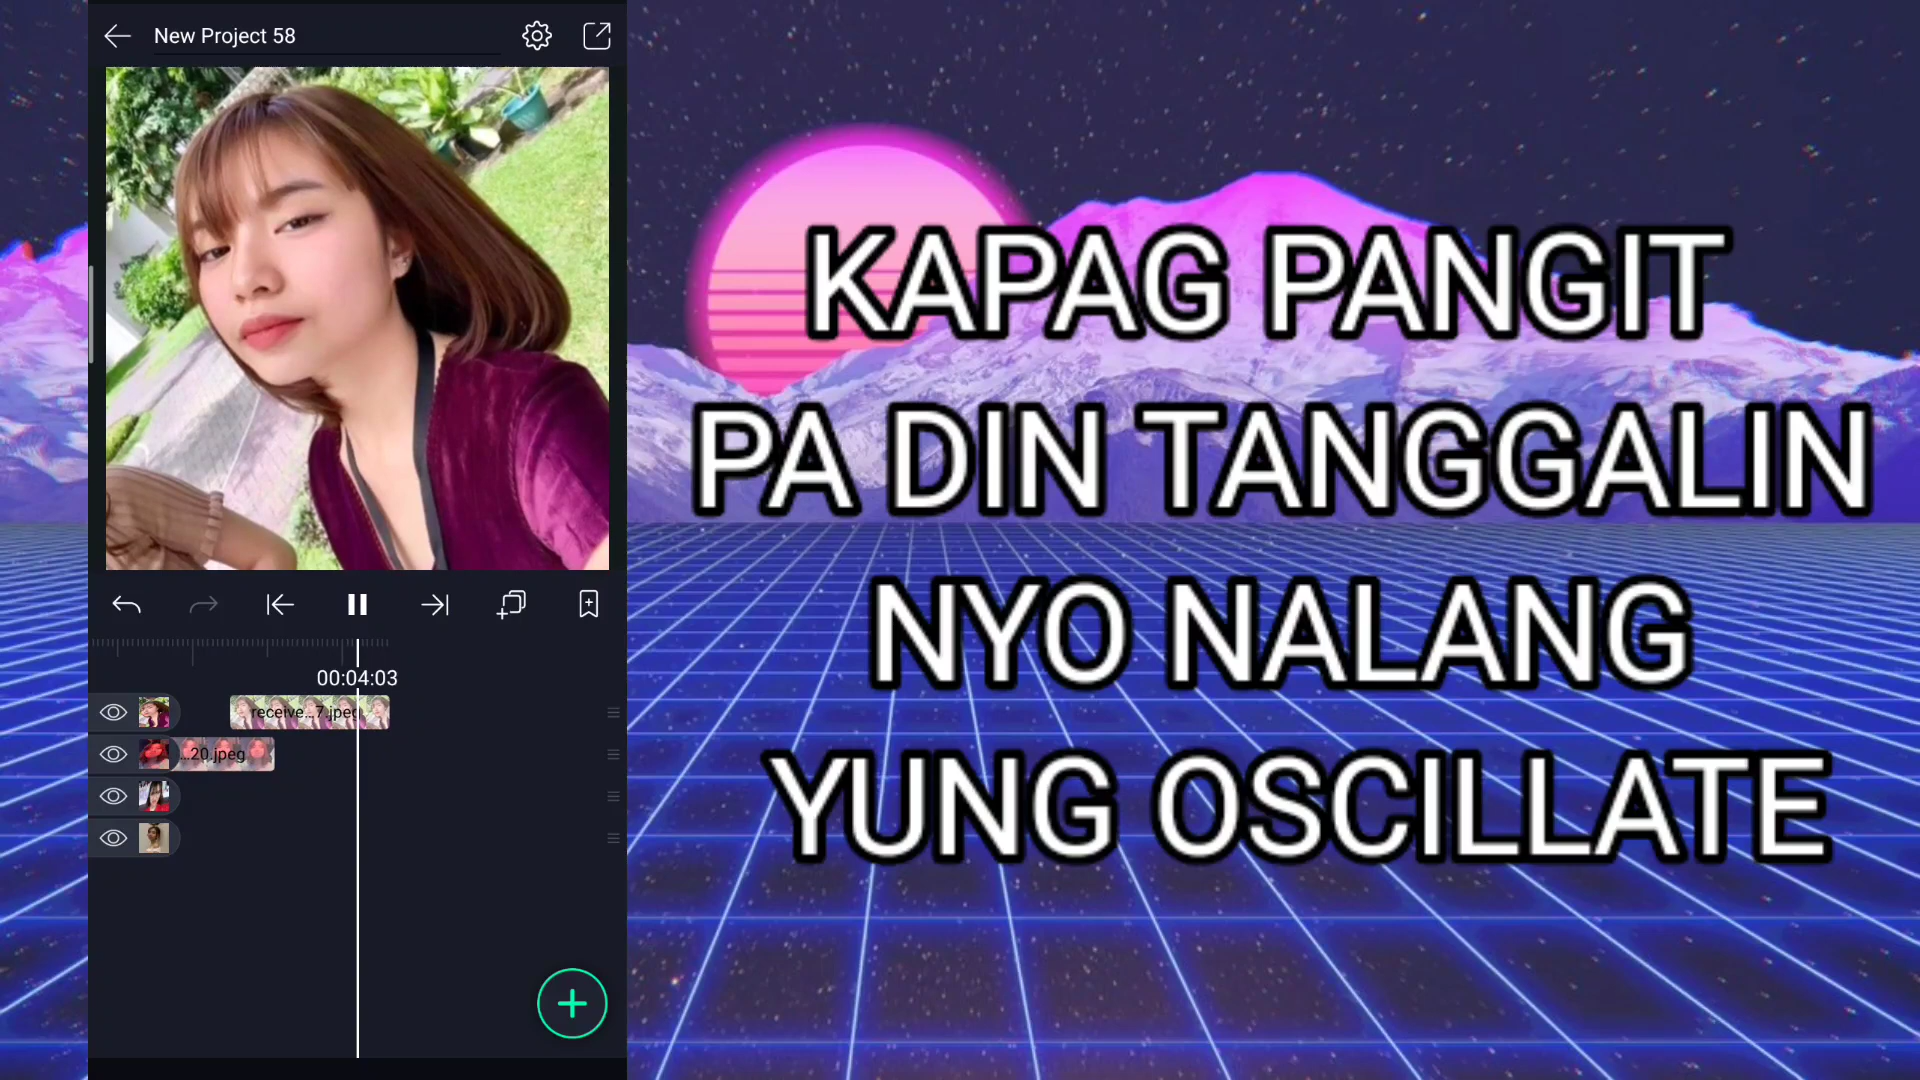 New Project 58
KAPAG PANGIT
PA DIN TANGGALIN
NYO NALANG
YUNG OSCILLATE
00:04:03
receive...7.jpeg
...20.jpeg